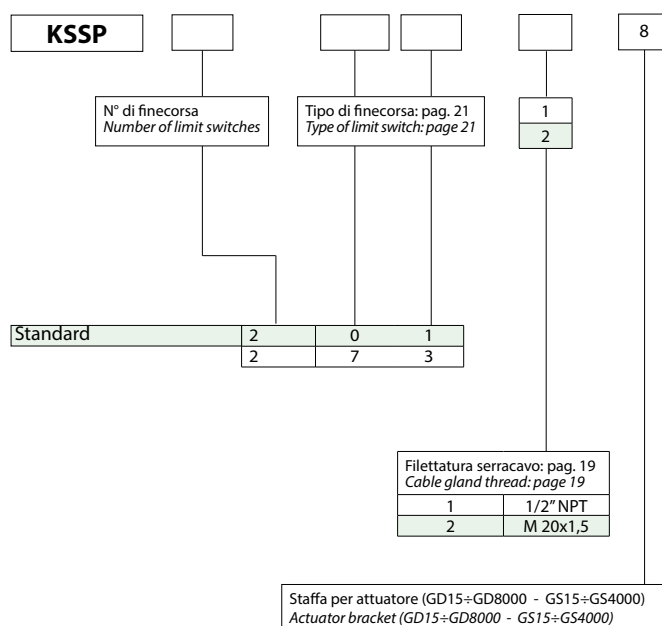 KSSP 8
N° di finecorsa
Number of limit switches
Tipo di finecorsa: pag. 21
Type of limit switch: page 21
1
2
Standard 2 0 1
2 7 3
Filettatura serracavo: pag. 19
Cable gland thread: page 19
1 1/2” NPT
2 M 20x1,5
Staffa per attuatore (GD15÷GD8000 - GS15÷GS4000)
Actuator bracket (GD15÷GD8000 - GS15÷GS4000)